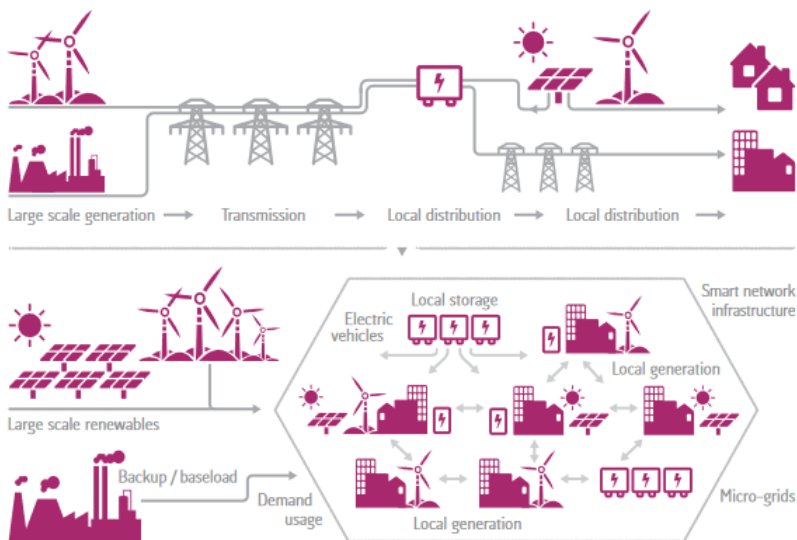 Large scale generation
Transmission
Local distribution
Local distribution
Smart network
infrastructure
Local storage
Electric
vehicles
Local generation
Large scale renewables
Backup / baseload
Demand
usage
Local generation
Micro-grids